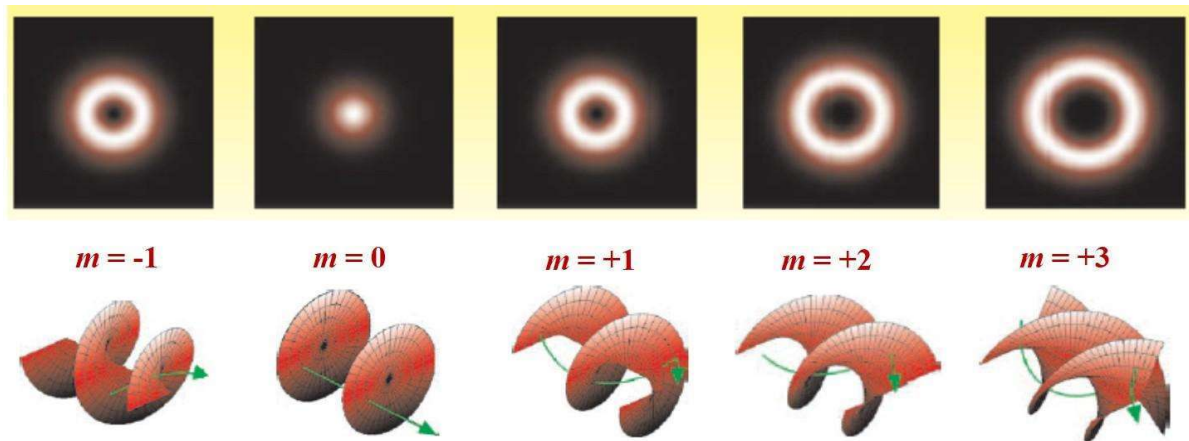 m = -1 m = 0 m = +1 m = +2 m = +3